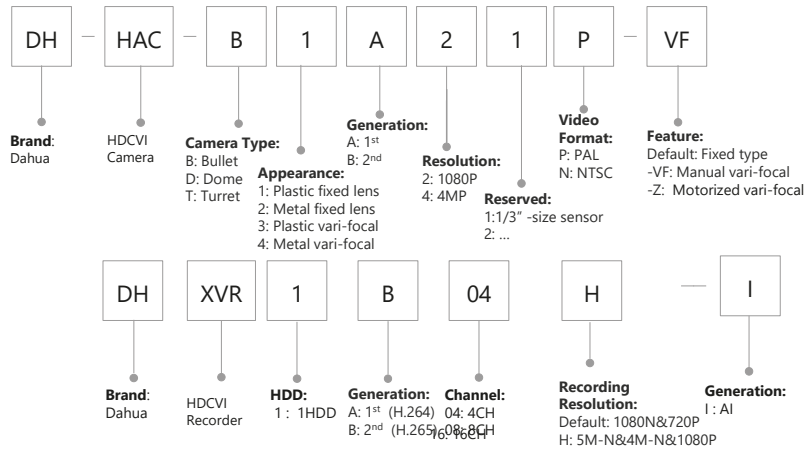 DH – HAC – B 1 A 2 1 P – VF
Brand:
Dahua
HDCVI
Camera
Camera Type:
B: Bullet
D: Dome
T: Turret
Appearance:
1: Plastic fixed lens
2: Metal fixed lens
3: Plastic vari-focal
4: Metal vari-focal
Generation:
A: 1st
B: 2nd
Resolution:
2: 1080P
4: 4MP
Reserved:
1:1/3” -size sensor
2: ...
Video
Format:
P: PAL
N: NTSC
Feature:
Default: Fixed type
-VF: Manual vari-focal
-Z: Motorized vari-focal
DH XVR 1 B 04 H — I
Brand:
Dahua
HDCVI
Recorder
HDD:
1 : 1HDD
Generation:
A: 1st (H.264)
B: 2nd (H.265)
Channel:
04: 4CH
08: 8CH
16: 16CH
Recording
Resolution:
Default: 1080N&720P
H: 5M-N&4M-N&1080P
Generation:
I : AI